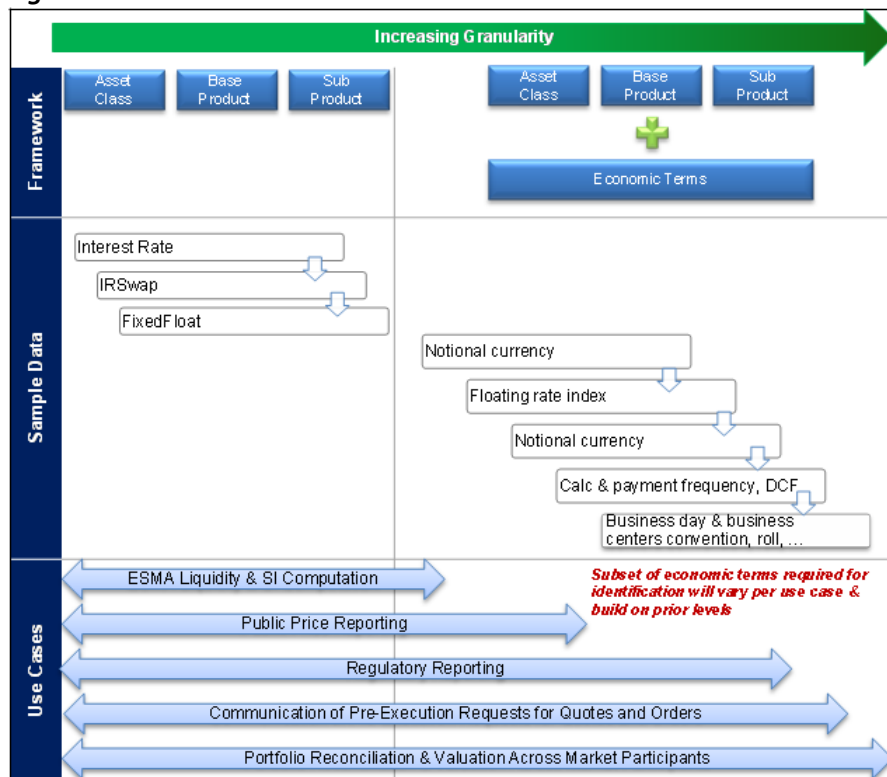 Increasing Granularity
Framework
Asset
Class
Base
Product
Sub
Product
Asset
Class
Base
Product
Sub
Product
Economic Terms
Sample Data
Interest Rate
IRSwap
FixedFloat
Notional currency
Floating rate index
Notional currency
Calc & payment frequency, DCF
Business day & business
centers convention, roll, ...
Use Cases
ESMA Liquidity & SI Computation
Subset of economic terms required for
identification will vary per use case &
build on prior levels
Public Price Reporting
Regulatory Reporting
Communication of Pre-Execution Requests for Quotes and Orders
Portfolio Reconciliation & Valuation Across Market Participants